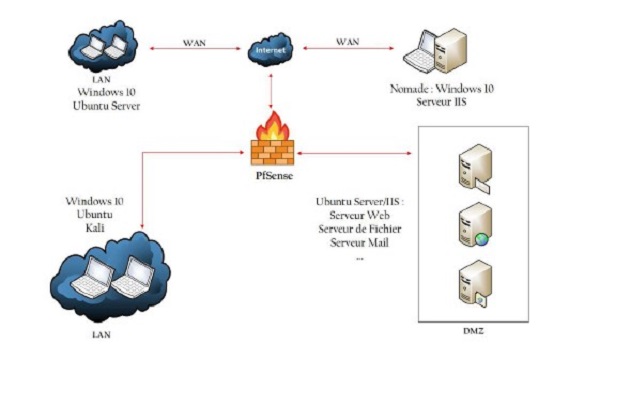 WAN
Internet
WAN
LAN
Windows 10
Ubuntu Server
Nomade : Windows 10
Serveur IIS
PfSense
Windows 10
Ubuntu
Kali
LAN
Ubuntu Server/IIS :
Serveur Web
Serveur de Fichier
Serveur Mail
...
DMZ